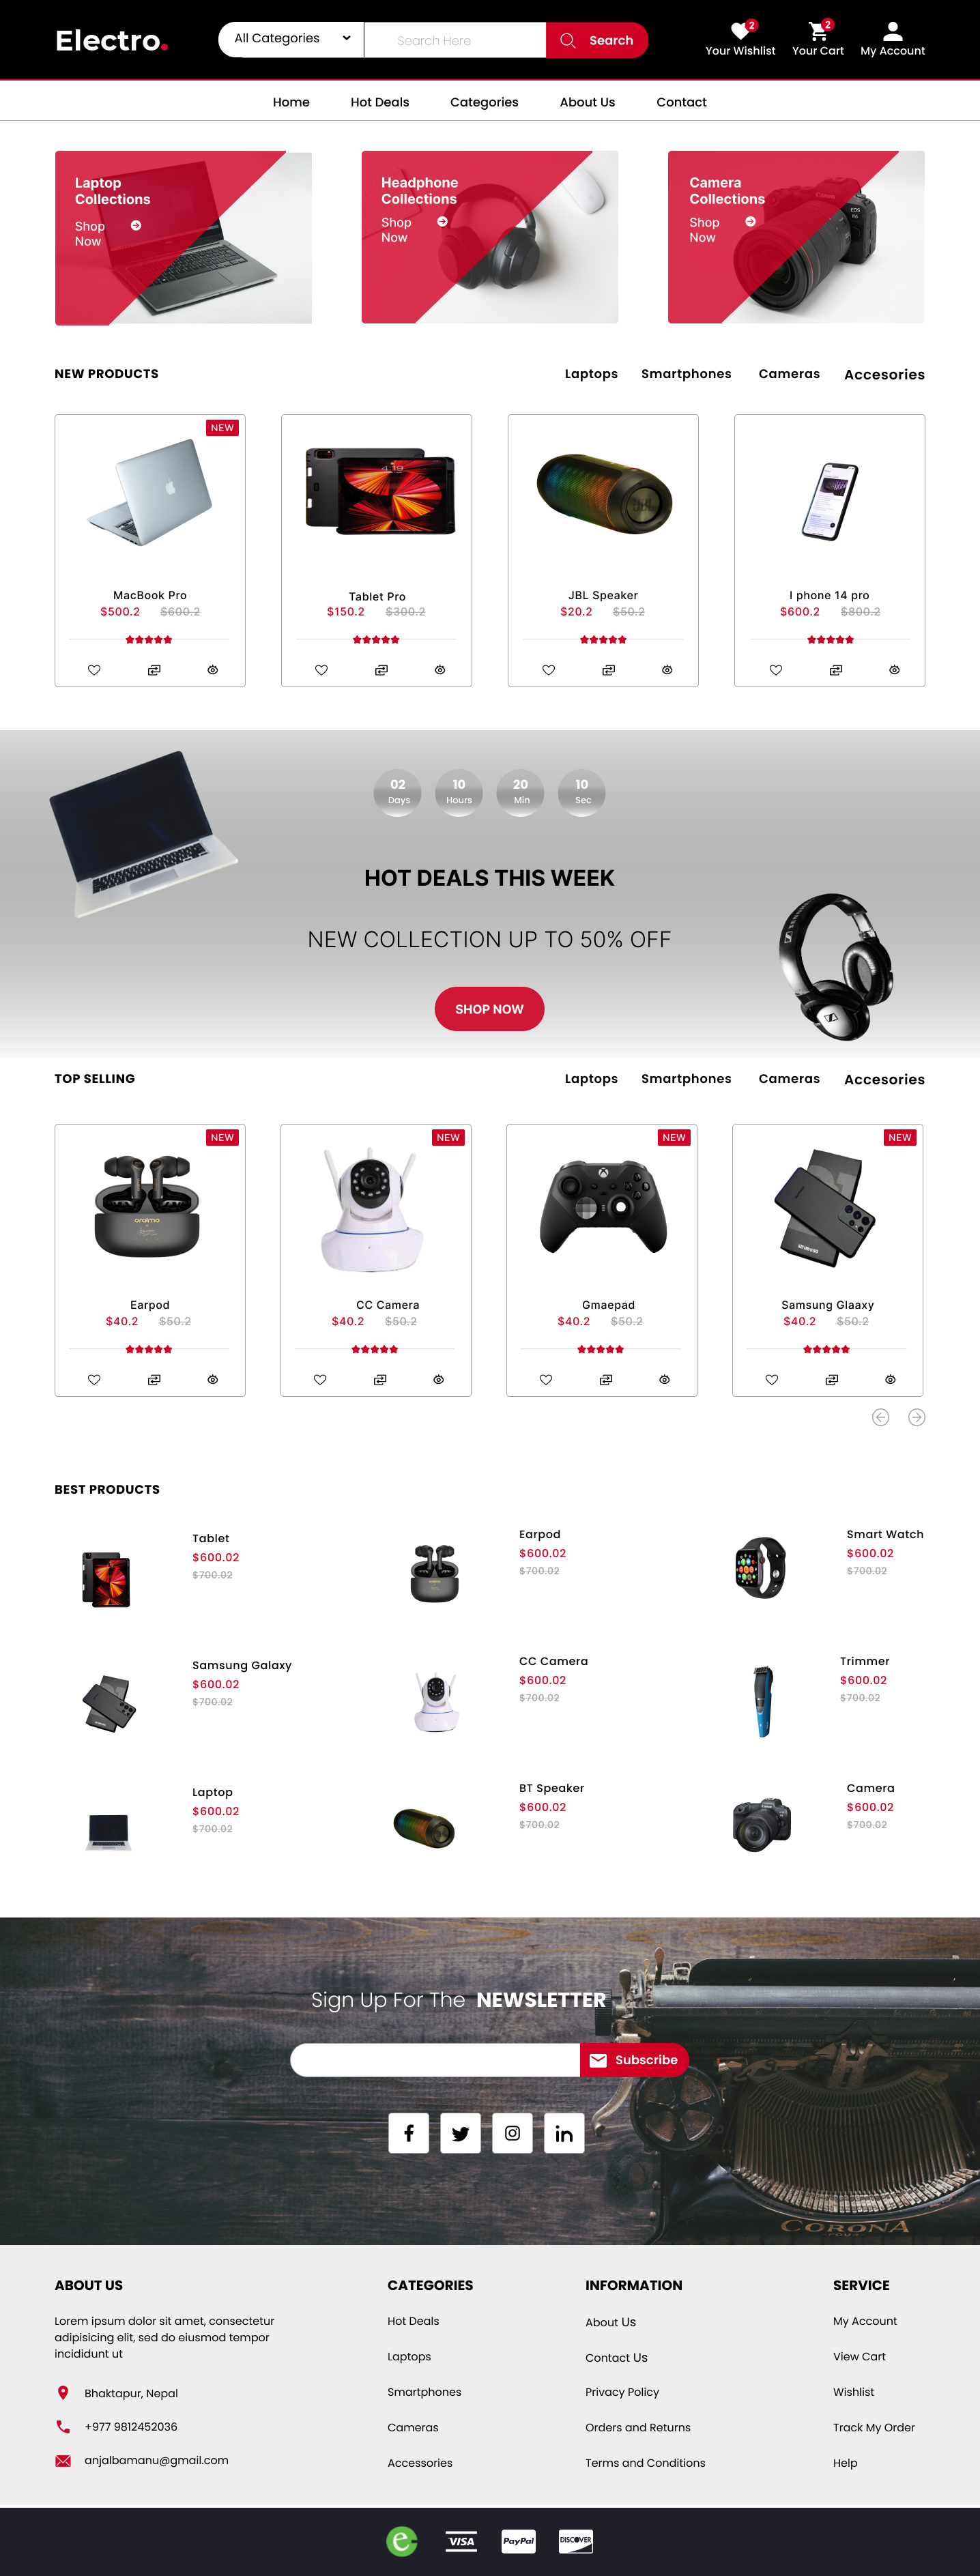 Electro.
All Categories
Search Here
Search
2
Your Wishlist
2
Your Cart
My Account
Home
Hot Deals
Categories
About Us
Contact
Laptop
Collections
Shop
Now
Headphone
Collections
Shop
Now
Camera
Collections
Shop
Now
Canon
EOS
R6
NEW PRODUCTS
Laptops
Smartphones
Cameras
Accesories
NEW
MacBook Pro
$500.2 $600.2
4:19
Tablet Pro
$150.2 $300.2
JBL
JBL Speaker
$20.2 $50.2
I phone 14 pro
$600.2 $800.2
02
Days
10
Hours
20
Min
10
Sec
HOT DEALS THIS WEEK
NEW COLLECTION UP TO 50% OFF
SHOP NOW
TOP SELLING
Laptops
Smartphones
Cameras
Accesories
NEW
oraimo
Earpod
$40.2 $50.2
NEW
CC Camera
$40.2 $50.2
NEW
Gmaepad
$40.2 $50.2
NEW
Samsung Glaaxy
$40.2 $50.2
BEST PRODUCTS
Tablet
$600.02
$700.02
Earpod
$600.02
$700.02
Smart Watch
$600.02
$700.02
Samsung Galaxy
$600.02
$700.02
CC Camera
$600.02
$700.02
Trimmer
$600.02
$700.02
Laptop
$600.02
$700.02
BT Speaker
$600.02
$700.02
Camera
$600.02
$700.02
Sign Up For The NEWSLETTER
Subscribe
CORONA
ABOUT US
Lorem ipsum dolor sit amet, consectetur
adipisicing elit, sed do eiusmod tempor
incididunt ut
Bhaktapur, Nepal
+977 9812452036
anjalbamanu@gmail.com
CATEGORIES
Hot Deals
Laptops
Smartphones
Cameras
Accessories
INFORMATION
About Us
Contact Us
Privacy Policy
Orders and Returns
Terms and Conditions
SERVICE
My Account
View Cart
Wishlist
Track My Order
Help
VISA
PayPal
DISCOVER